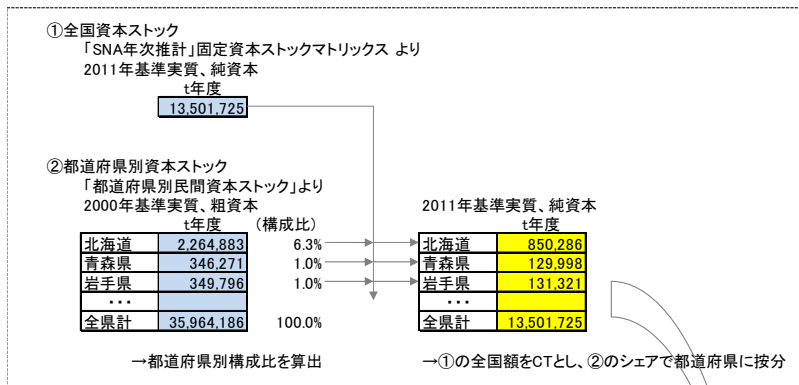 ①全国資本ストック
「SNA年次推計」固定資本ストックマトリックス より
2011年基準実質、純資本
t年度
13,501,725
②都道府県別資本ストック
「都道府県別民間資本ストック」より
2000年基準実質、粗資本
t年度 (構成比)
北海道 2,264,883 6.3%
青森県 346,271 1.0%
岩手県 349,796 1.0%
・・・
全県計 35,964,186 100.0%
→都道府県別構成比を算出
2011年基準実質、純資本
t年度
北海道 850,286
青森県 129,998
岩手県 131,321
・・・
全県計 13,501,725
→①の全国額をCTとし、②のシェアで都道府県に按分